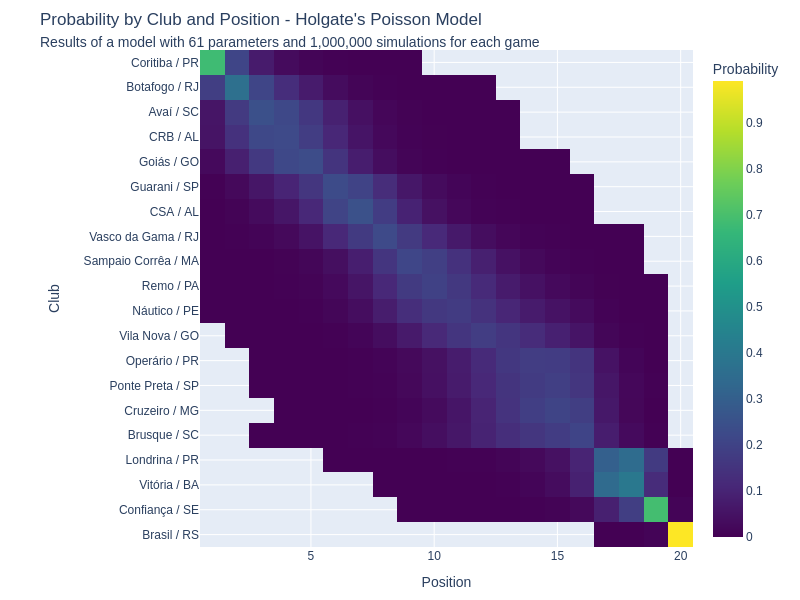 Probability by Club and Position - Holgate's Poisson Model
Results of a model with 61 parameters and 1,000,000 simulations for each game
Coritiba / PR
Botafogo / RJ
Avaí / SC
CRB / AL
Goiás / GO
Guarani / SP
CSA / AL
Vasco da Gama / RJ
Sampaio Corrêa / MA
Remo / PA
Náutico / PE
Vila Nova / GO
Operário / PR
Ponte Preta / SP
Cruzeiro / MG
Brusque / SC
Londrina / PR
Vitória / BA
Confiança / SE
Brasil / RS
Club
5
10
15
20
Position
Probability
0.9
0.8
0.7
0.6
0.5
0.4
0.3
0.2
0.1
0